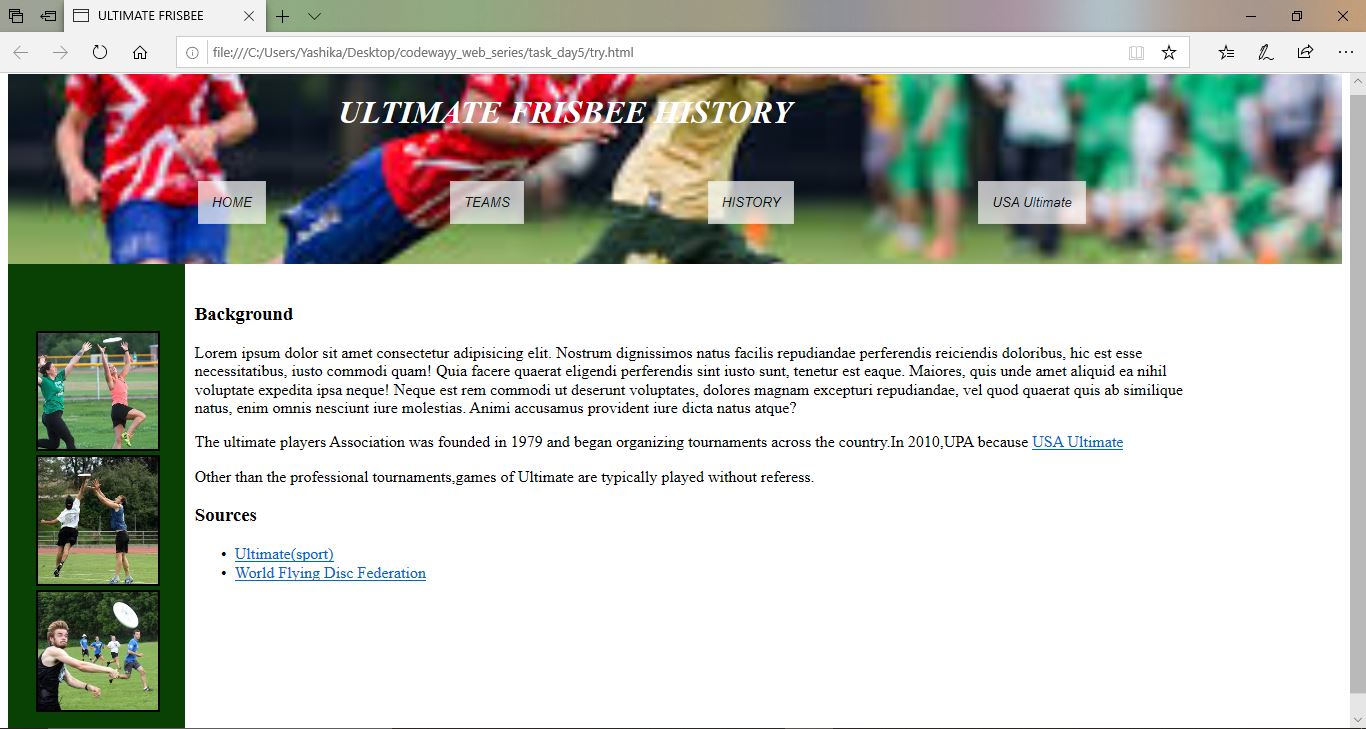 ULTIMATE FRISBEE
file:///C:/Users/Yashika/Desktop/codewayy_web_series/task_day5/try.html
ULTIMATE FRISBEE HISTORY
HOME TEAMS HISTORY USA Ultimate
Background
Lorem ipsum dolor sit amet consectetur adipisicing elit. Nostrum dignissimos natus facilis repudiandae perferendis reiciendis doloribus, hic est esse
necessitatibus, iusto commodi quam! Quia facere quaerat eligendi perferendis sint iusto sunt, tenetur est eaque. Maiores, quis unde amet aliquid ea nihil
voluptate expedita ipsa neque! Neque est rem commodi ut deserunt voluptates, dolores magnam excepturi repudiandae, vel quod quaerat quis ab similique
natus, enim omnis nesciunt iure molestias. Animi accusamus provident iure dicta natus atque?
The ultimate players Association was founded in 1979 and began organizing tournaments across the country.In 2010,UPA because USA Ultimate
Other than the professional tournaments,games of Ultimate are typically played without referess.
Sources
• Ultimate(sport)
• World Flying Disc Federation